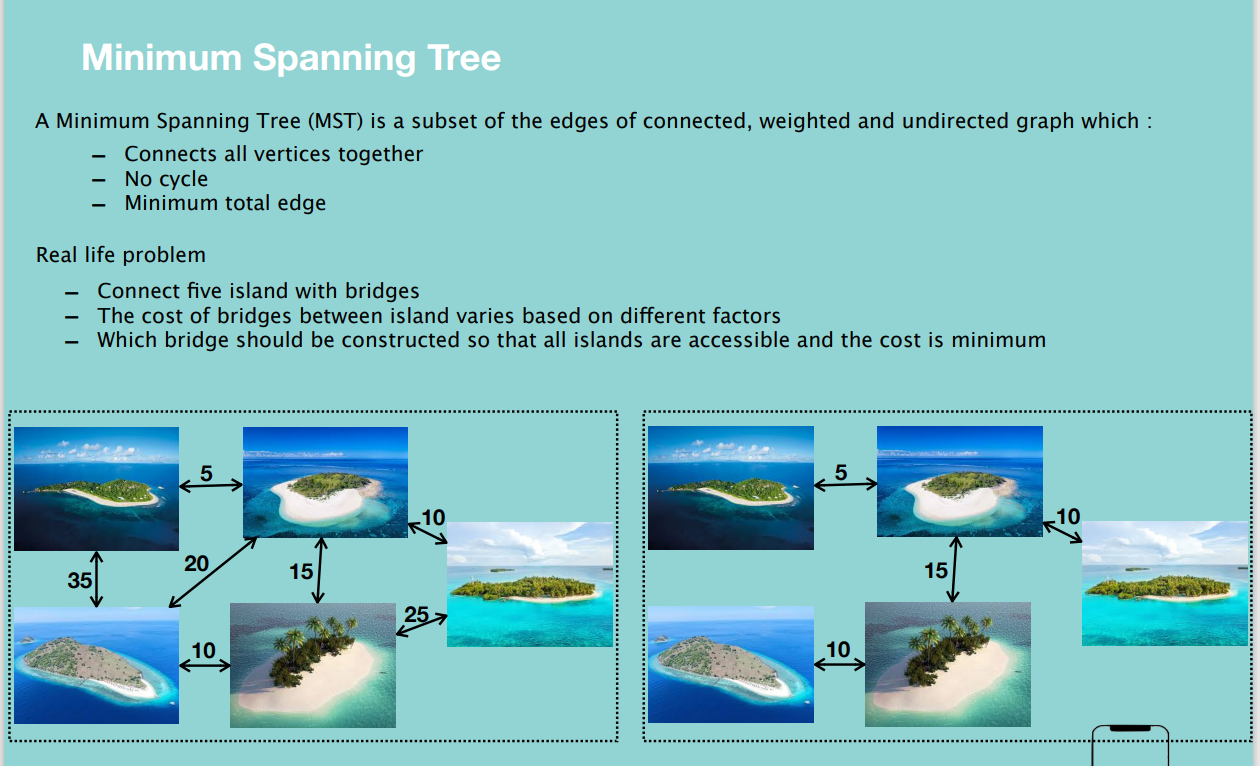 Minimum Spanning Tree
A Minimum Spanning Tree (MST) is a subset of the edges of connected, weighted and undirected graph which :
– Connects all vertices together
– No cycle
– Minimum total edge
Real life problem
– Connect five island with bridges
– The cost of bridges between island varies based on different factors
– Which bridge should be constructed so that all islands are accessible and the cost is minimum
5
10
20
15
35
25
10
5
10
15
10